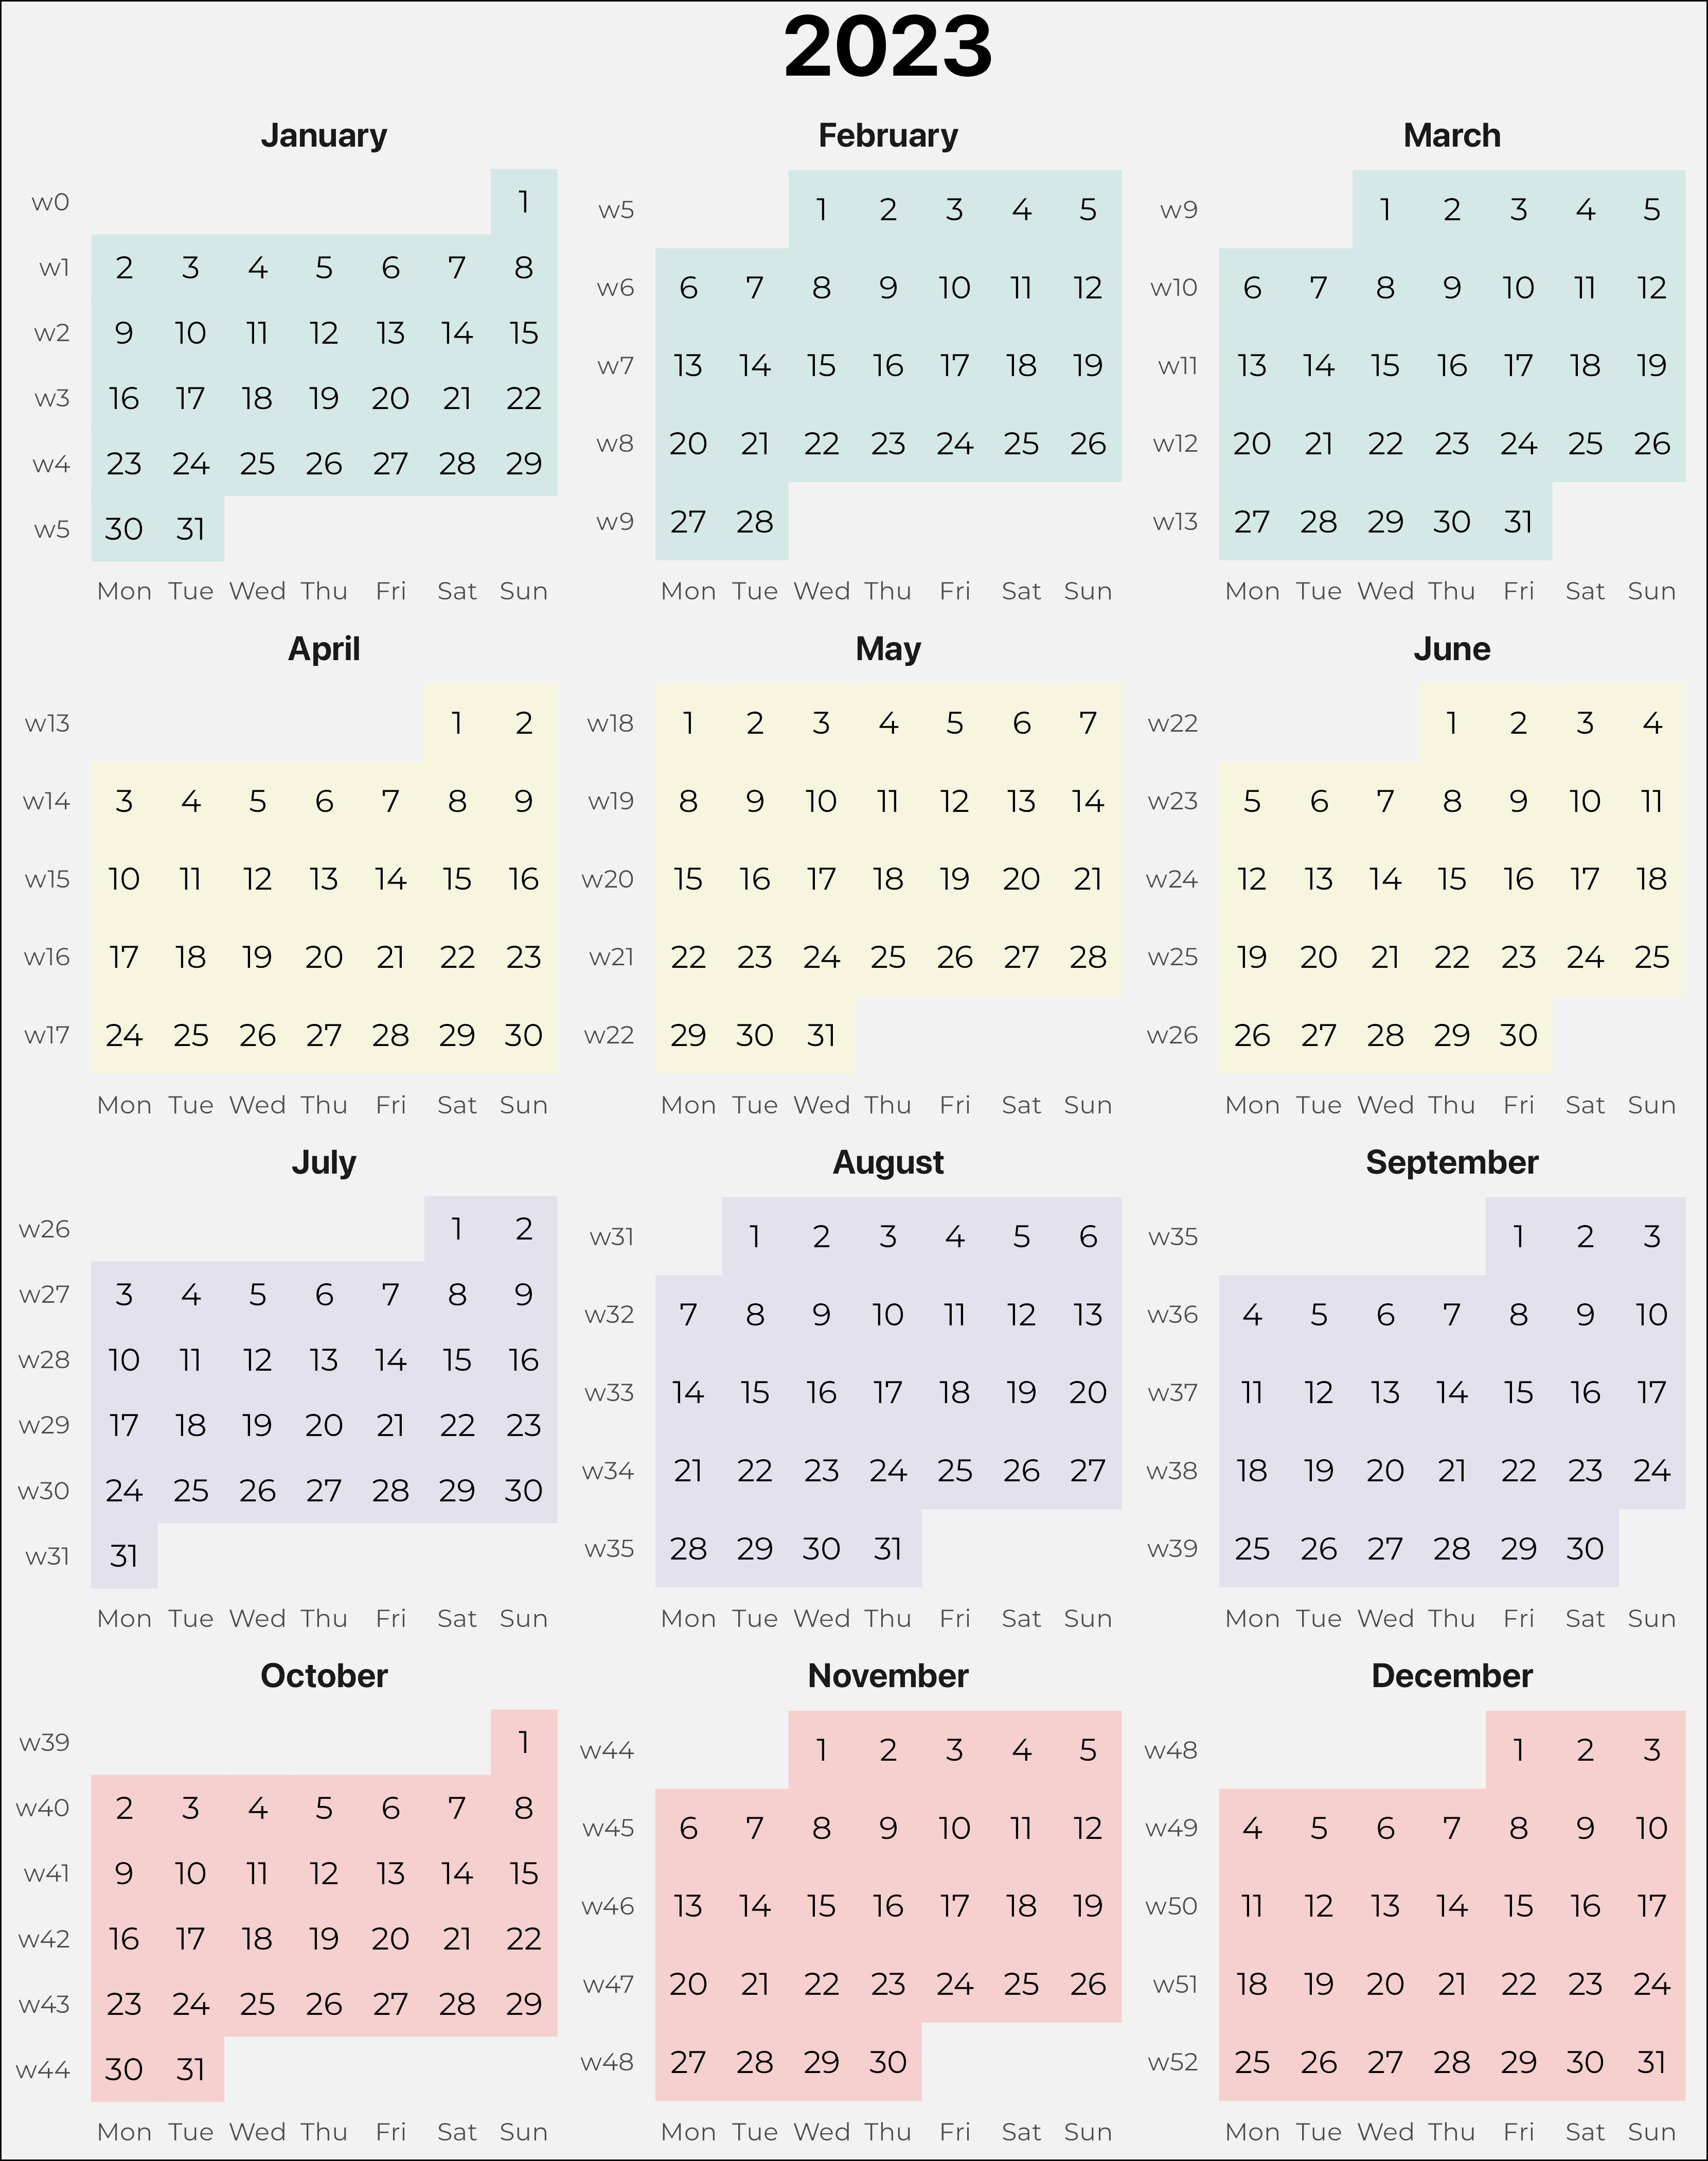 2023
January
w0 1
w1 2 3 4 5 6 7 8
w2 9 10 11 12 13 14 15
w3 16 17 18 19 20 21 22
w4 23 24 25 26 27 28 29
w5 30 31
Mon Tue Wed Thu Fri Sat Sun
February
w5 1 2 3 4 5
w6 6 7 8 9 10 11 12
w7 13 14 15 16 17 18 19
w8 20 21 22 23 24 25 26
w9 27 28
Mon Tue Wed Thu Fri Sat Sun
March
w9 1 2 3 4 5
w10 6 7 8 9 10 11 12
w11 13 14 15 16 17 18 19
w12 20 21 22 23 24 25 26
w13 27 28 29 30 31
Mon Tue Wed Thu Fri Sat Sun
April
w13 1 2
w14 3 4 5 6 7 8 9
w15 10 11 12 13 14 15 16
w16 17 18 19 20 21 22 23
w17 24 25 26 27 28 29 30
Mon Tue Wed Thu Fri Sat Sun
May
w18 1 2 3 4 5 6 7
w19 8 9 10 11 12 13 14
w20 15 16 17 18 19 20 21
w21 22 23 24 25 26 27 28
w22 29 30 31
Mon Tue Wed Thu Fri Sat Sun
June
w22 1 2 3 4
w23 5 6 7 8 9 10 11
w24 12 13 14 15 16 17 18
w25 19 20 21 22 23 24 25
w26 26 27 28 29 30
Mon Tue Wed Thu Fri Sat Sun
July
w26 1 2
w27 3 4 5 6 7 8 9
w28 10 11 12 13 14 15 16
w29 17 18 19 20 21 22 23
w30 24 25 26 27 28 29 30
w31 31
Mon Tue Wed Thu Fri Sat Sun
August
w31 1 2 3 4 5 6
w32 7 8 9 10 11 12 13
w33 14 15 16 17 18 19 20
w34 21 22 23 24 25 26 27
w35 28 29 30 31
Mon Tue Wed Thu Fri Sat Sun
September
w35 1 2 3
w36 4 5 6 7 8 9 10
w37 11 12 13 14 15 16 17
w38 18 19 20 21 22 23 24
w39 25 26 27 28 29 30
Mon Tue Wed Thu Fri Sat Sun
October
w39 1
w40 2 3 4 5 6 7 8
w41 9 10 11 12 13 14 15
w42 16 17 18 19 20 21 22
w43 23 24 25 26 27 28 29
w44 30 31
Mon Tue Wed Thu Fri Sat Sun
November
w44 1 2 3 4 5
w45 6 7 8 9 10 11 12
w46 13 14 15 16 17 18 19
w47 20 21 22 23 24 25 26
w48 27 28 29 30
Mon Tue Wed Thu Fri Sat Sun
December
w48 1 2 3
w49 4 5 6 7 8 9 10
w50 11 12 13 14 15 16 17
w51 18 19 20 21 22 23 24
w52 25 26 27 28 29 30 31
Mon Tue Wed Thu Fri Sat Sun